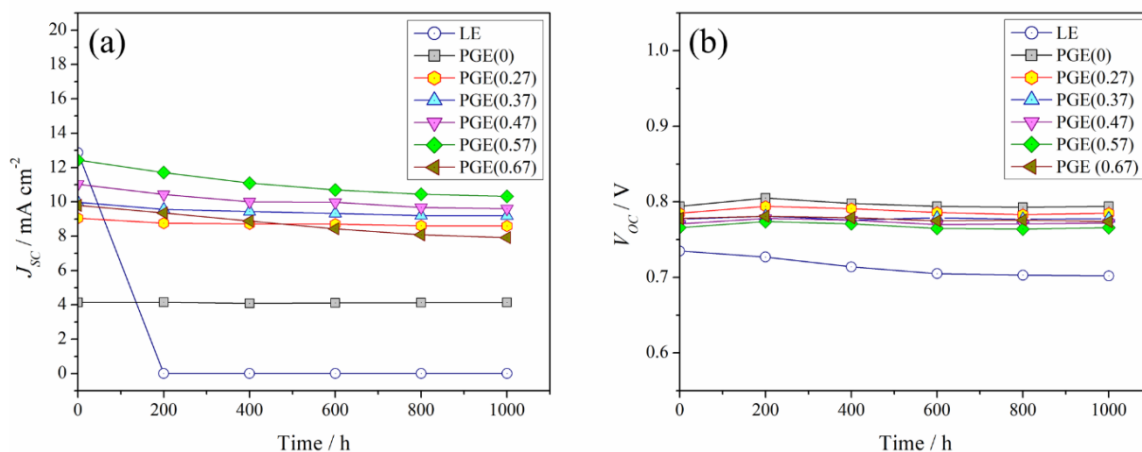 (a)
LE
PGE(0)
PGE(0.27)
PGE(0.37)
PGE(0.47)
PGE(0.57)
PGE(0.67)
20
18
16
14
12
10
8
6
4
2
0
J_SC / mA cm⁻²
0 200 400 600 800 1000
Time / h
(b)
LE
PGE(0)
PGE(0.27)
PGE(0.37)
PGE(0.47)
PGE(0.57)
PGE (0.67)
1.0
0.9
0.8
0.7
0.6
V_OC / V
0 200 400 600 800 1000
Time / h